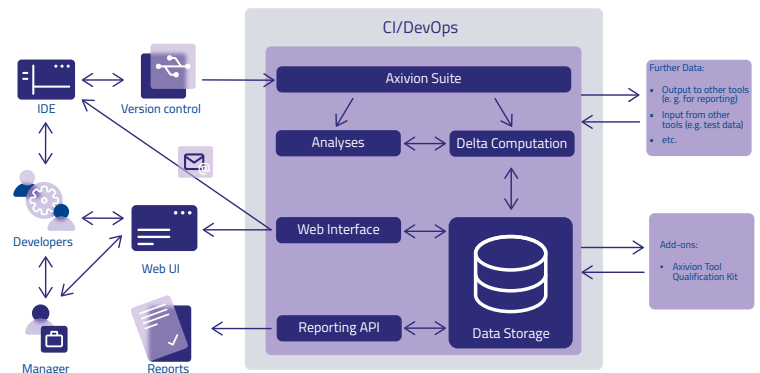 CI/DevOps
Axivion Suite
Analyses
Delta Computation
Web Interface
Reporting API
Data Storage
IDE
Version control
@
Developers
Web UI
Manager
Reports
Further Data:
▪ Output to other tools
(e. g. for reporting)
▪ Input from other
tools (e.g. test data)
▪ etc.
Add-ons:
▪ Axivion Tool
Qualification Kit